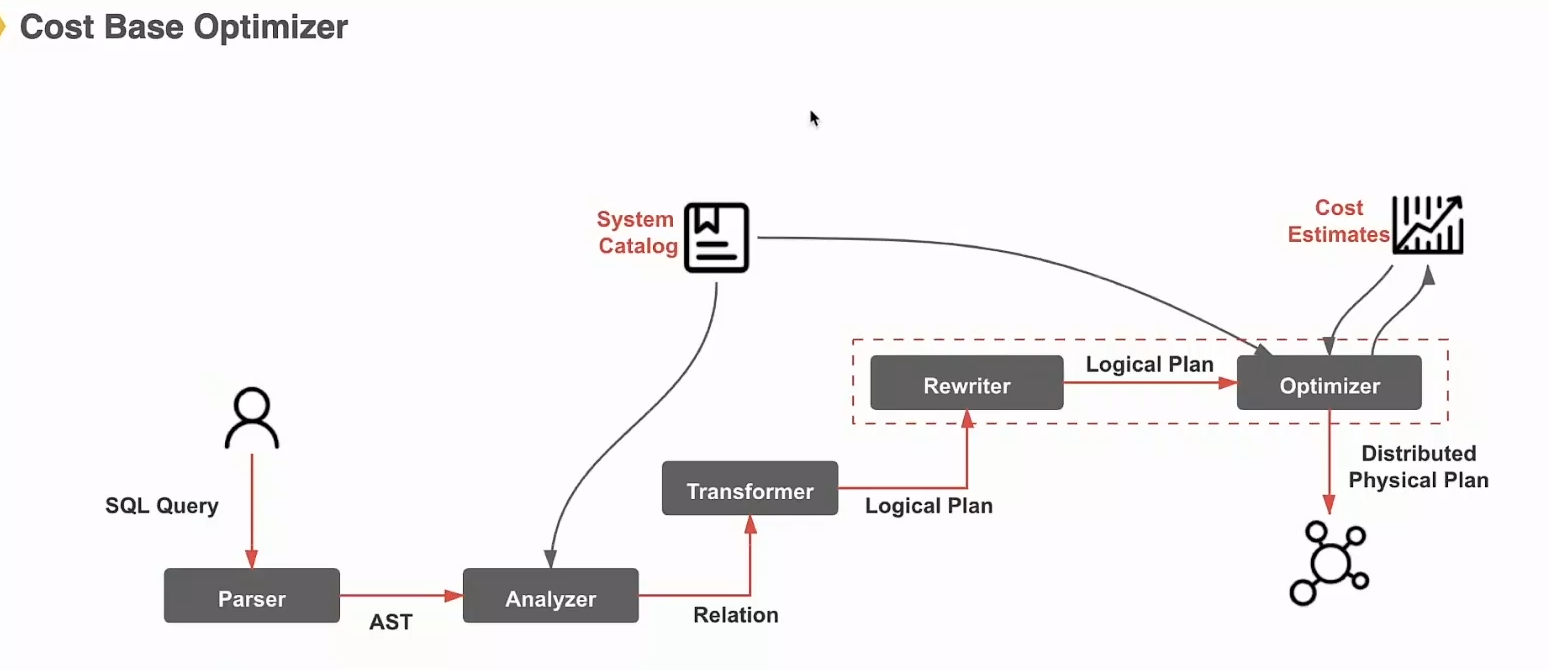 Cost Base Optimizer
System
Catalog
Cost
Estimates
Rewriter
Logical Plan
Optimizer
Distributed
Physical Plan
Transformer
Logical Plan
SQL Query
Parser
AST
Analyzer
Relation